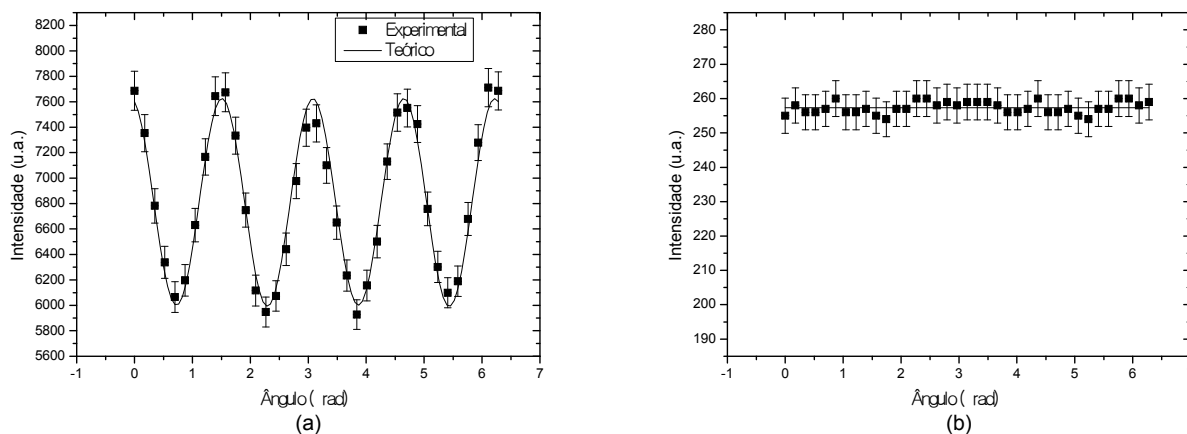 8200
8000
7800
7600
7400
7200
7000
6800
6600
6400
6200
6000
5800
5600
Intensidade (u.a.)
Experimental
Teórico
-1 0 1 2 3 4 5 6 7
Ângulo ( rad)
(a)
280
270
260
250
240
230
220
210
200
190
Intensidade (u.a.)
-1 0 1 2 3 4 5 6
Ângulo ( rad)
(b)